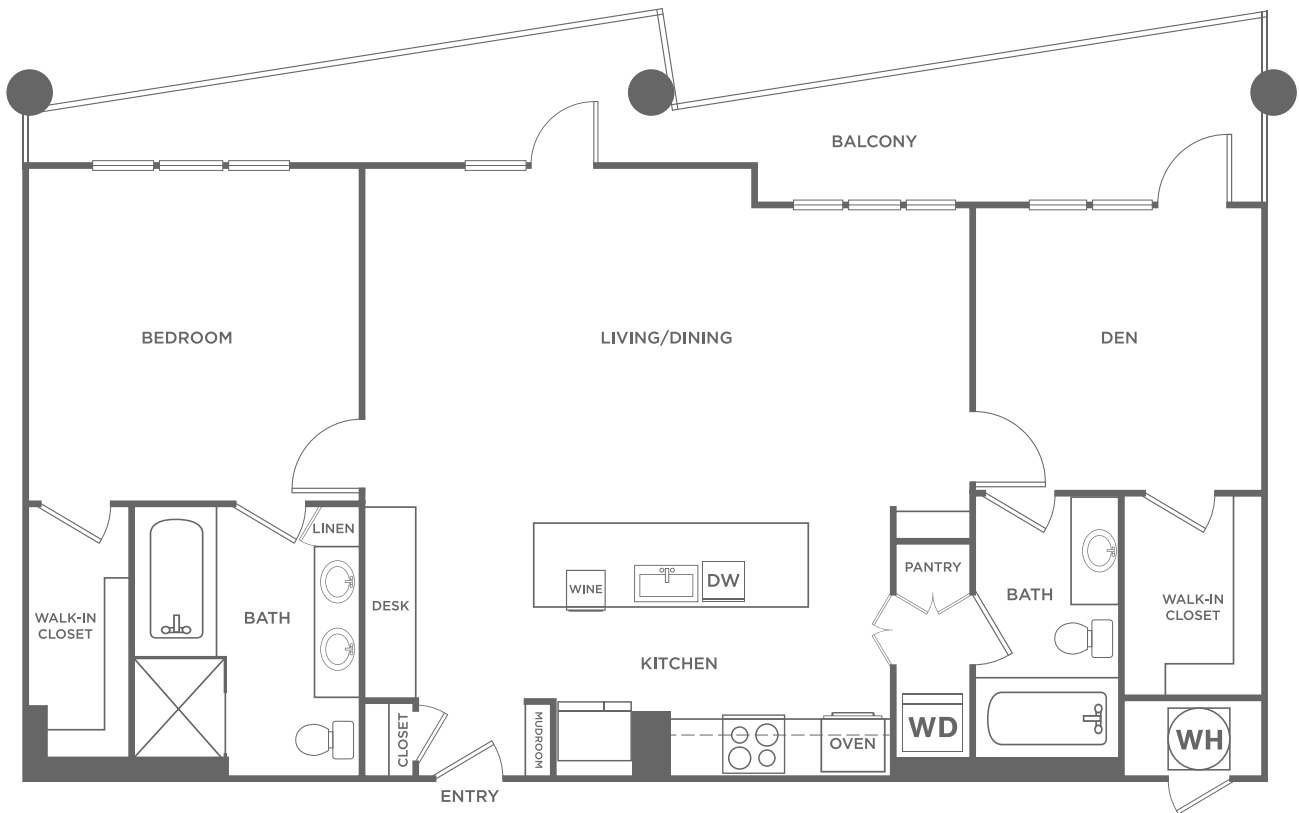 BALCONY
BEDROOM
LIVING/DINING
DEN
LINEN
PANTRY
WINE
DW
DESK
BATH
BATH
WALK-IN
CLOSET
WALK-IN
CLOSET
KITCHEN
CLOSET
MUDROOM
OVEN
WD
WH
ENTRY